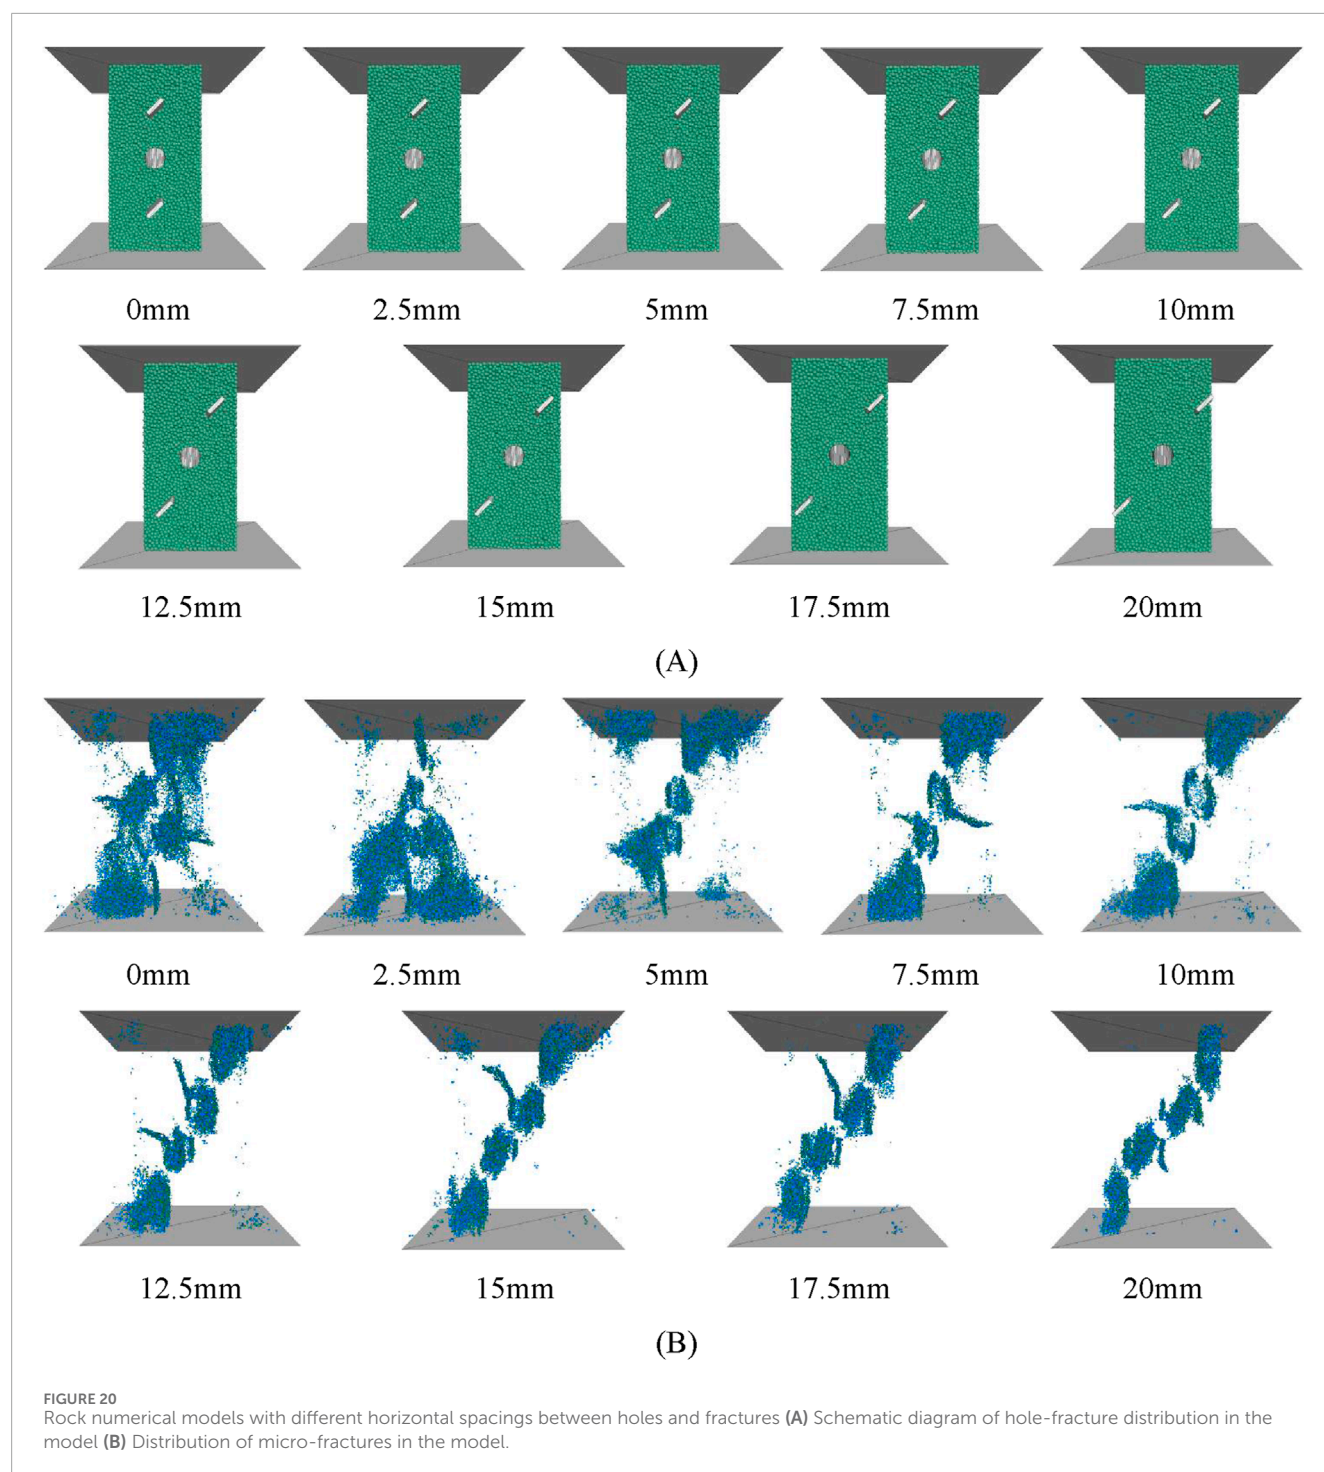 0mm 2.5mm 5mm 7.5mm 10mm
12.5mm 15mm 17.5mm 20mm
(A)
0mm 2.5mm 5mm 7.5mm 10mm
12.5mm 15mm 17.5mm 20mm
(B)
FIGURE 20
Rock numerical models with different horizontal spacings between holes and fractures (A) Schematic diagram of hole-fracture distribution in the
model (B) Distribution of micro-fractures in the model.